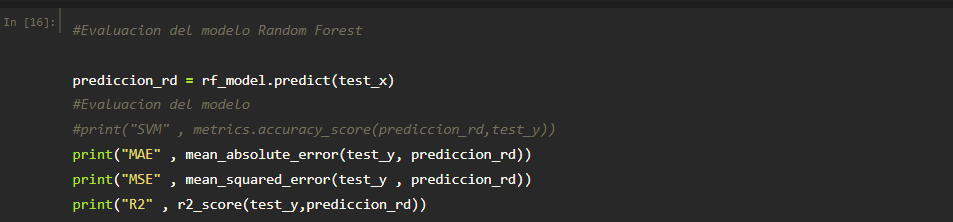 In [16]:
#Evaluacion del modelo Random Forest
prediccion_rd = rf_model.predict(test_x)
#Evaluacion del modelo
#print("SVM" , metrics.accuracy_score(prediccion_rd,test_y))
print("MAE" , mean_absolute_error(test_y, prediccion_rd))
print("MSE" , mean_squared_error(test_y , prediccion_rd))
print("R2" , r2_score(test_y,prediccion_rd))